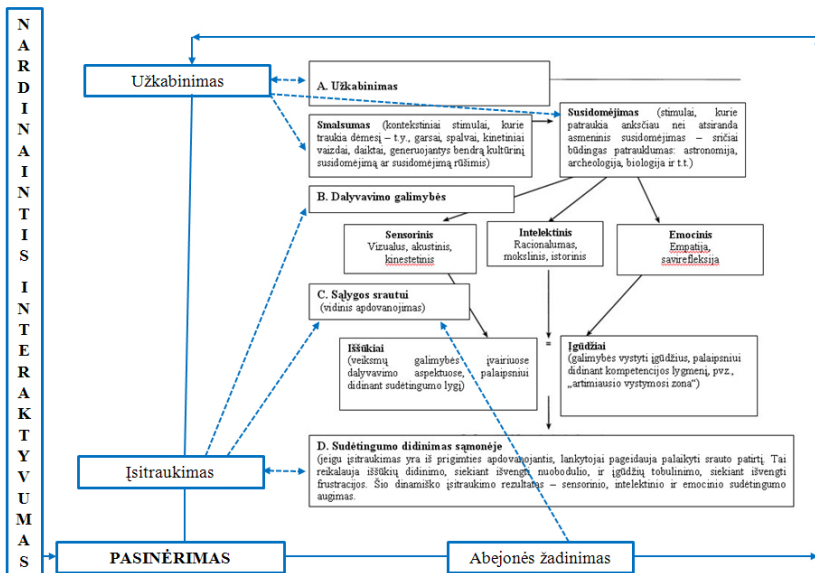 NARDINAINTIS INTERAKTYVUMAS
Užkabinimas
A. Užkabinimas
Smalsumas (kontekstiniai stimulai, kurie
traukia dėmesį – t.y., garsai, spalvai, kinetiniai
vaizdai, daiktai, generuojantys bendrą kultūrinį
susidomėjimą ar susidomėjimą rūšimis)
Susidomėjimas (stimulai, kurie
patraukia anksčiau nei atsiranda
asmeninis susidomėjimas – sričiai
būdingas patrauklumas: astronomija,
archeologija, biologija ir t.t.)
B. Dalyvavimo galimybės
Sensorinis
Vizualus, akustinis,
kinestetinis
Intelektinis
Racionalumas,
mokslinis, istorinis
Emocinis
Empatija,
savirefleksija
C. Sąlygos srautui
(vidinis apdovanojimas)
Iššūkiai
(veiksmų galimybės įvairiuose
dalyvavimo aspektuose, palaipsniui
didinant sudėtingumo lygį)
=
Įgūdžiai
(galimybės vystyti įgūdžius, palaipsniui
didinant kompetencijos lygmenį, pvz.,
„artimiausio vystymosi zona“)
Įsitraukimas
D. Sudėtingumo didinimas sąmonėje
(jeigu įsitraukimas yra iš prigimties apdovanojantis, lankytojai pageidauja palaikyti srauto patirtį. Tai
reikalauja iššūkių didinimo, siekiant išvengti nuobodulio, ir įgūdžių tobulinimo, siekiant išvengti
frustracijos. Šio dinamiško įsitraukimo rezultatas – sensorinio, intelektinio ir emocinio sudėtingumo
augimas.
PASINĖRIMAS
Abejonės žadinimas